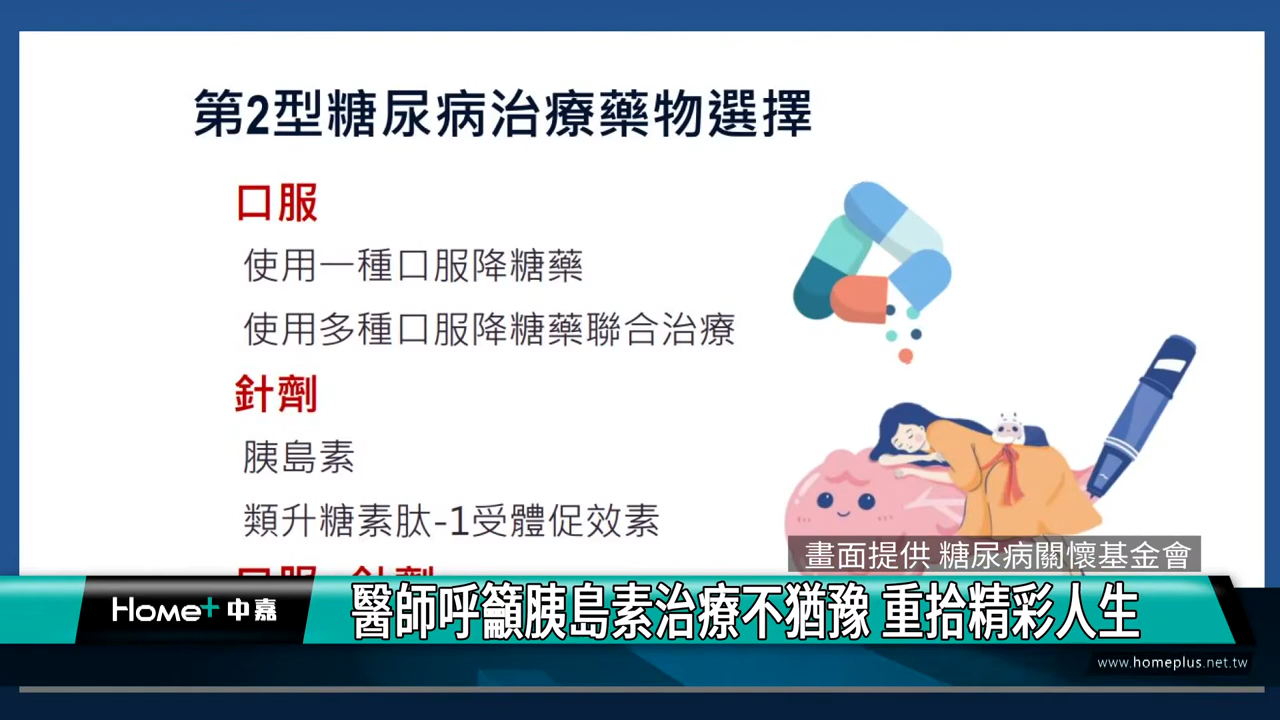 第2型糖尿病治療藥物選擇
口服
使用一種口服降糖藥
使用多種口服降糖藥聯合治療
針劑
胰島素
類升糖素肽-1受體促效素
畫面提供 糖尿病關懷基金會
Home+ 中嘉
醫師呼籲胰島素治療不猶豫 重拾精彩人生
www.homeplus.net.tw